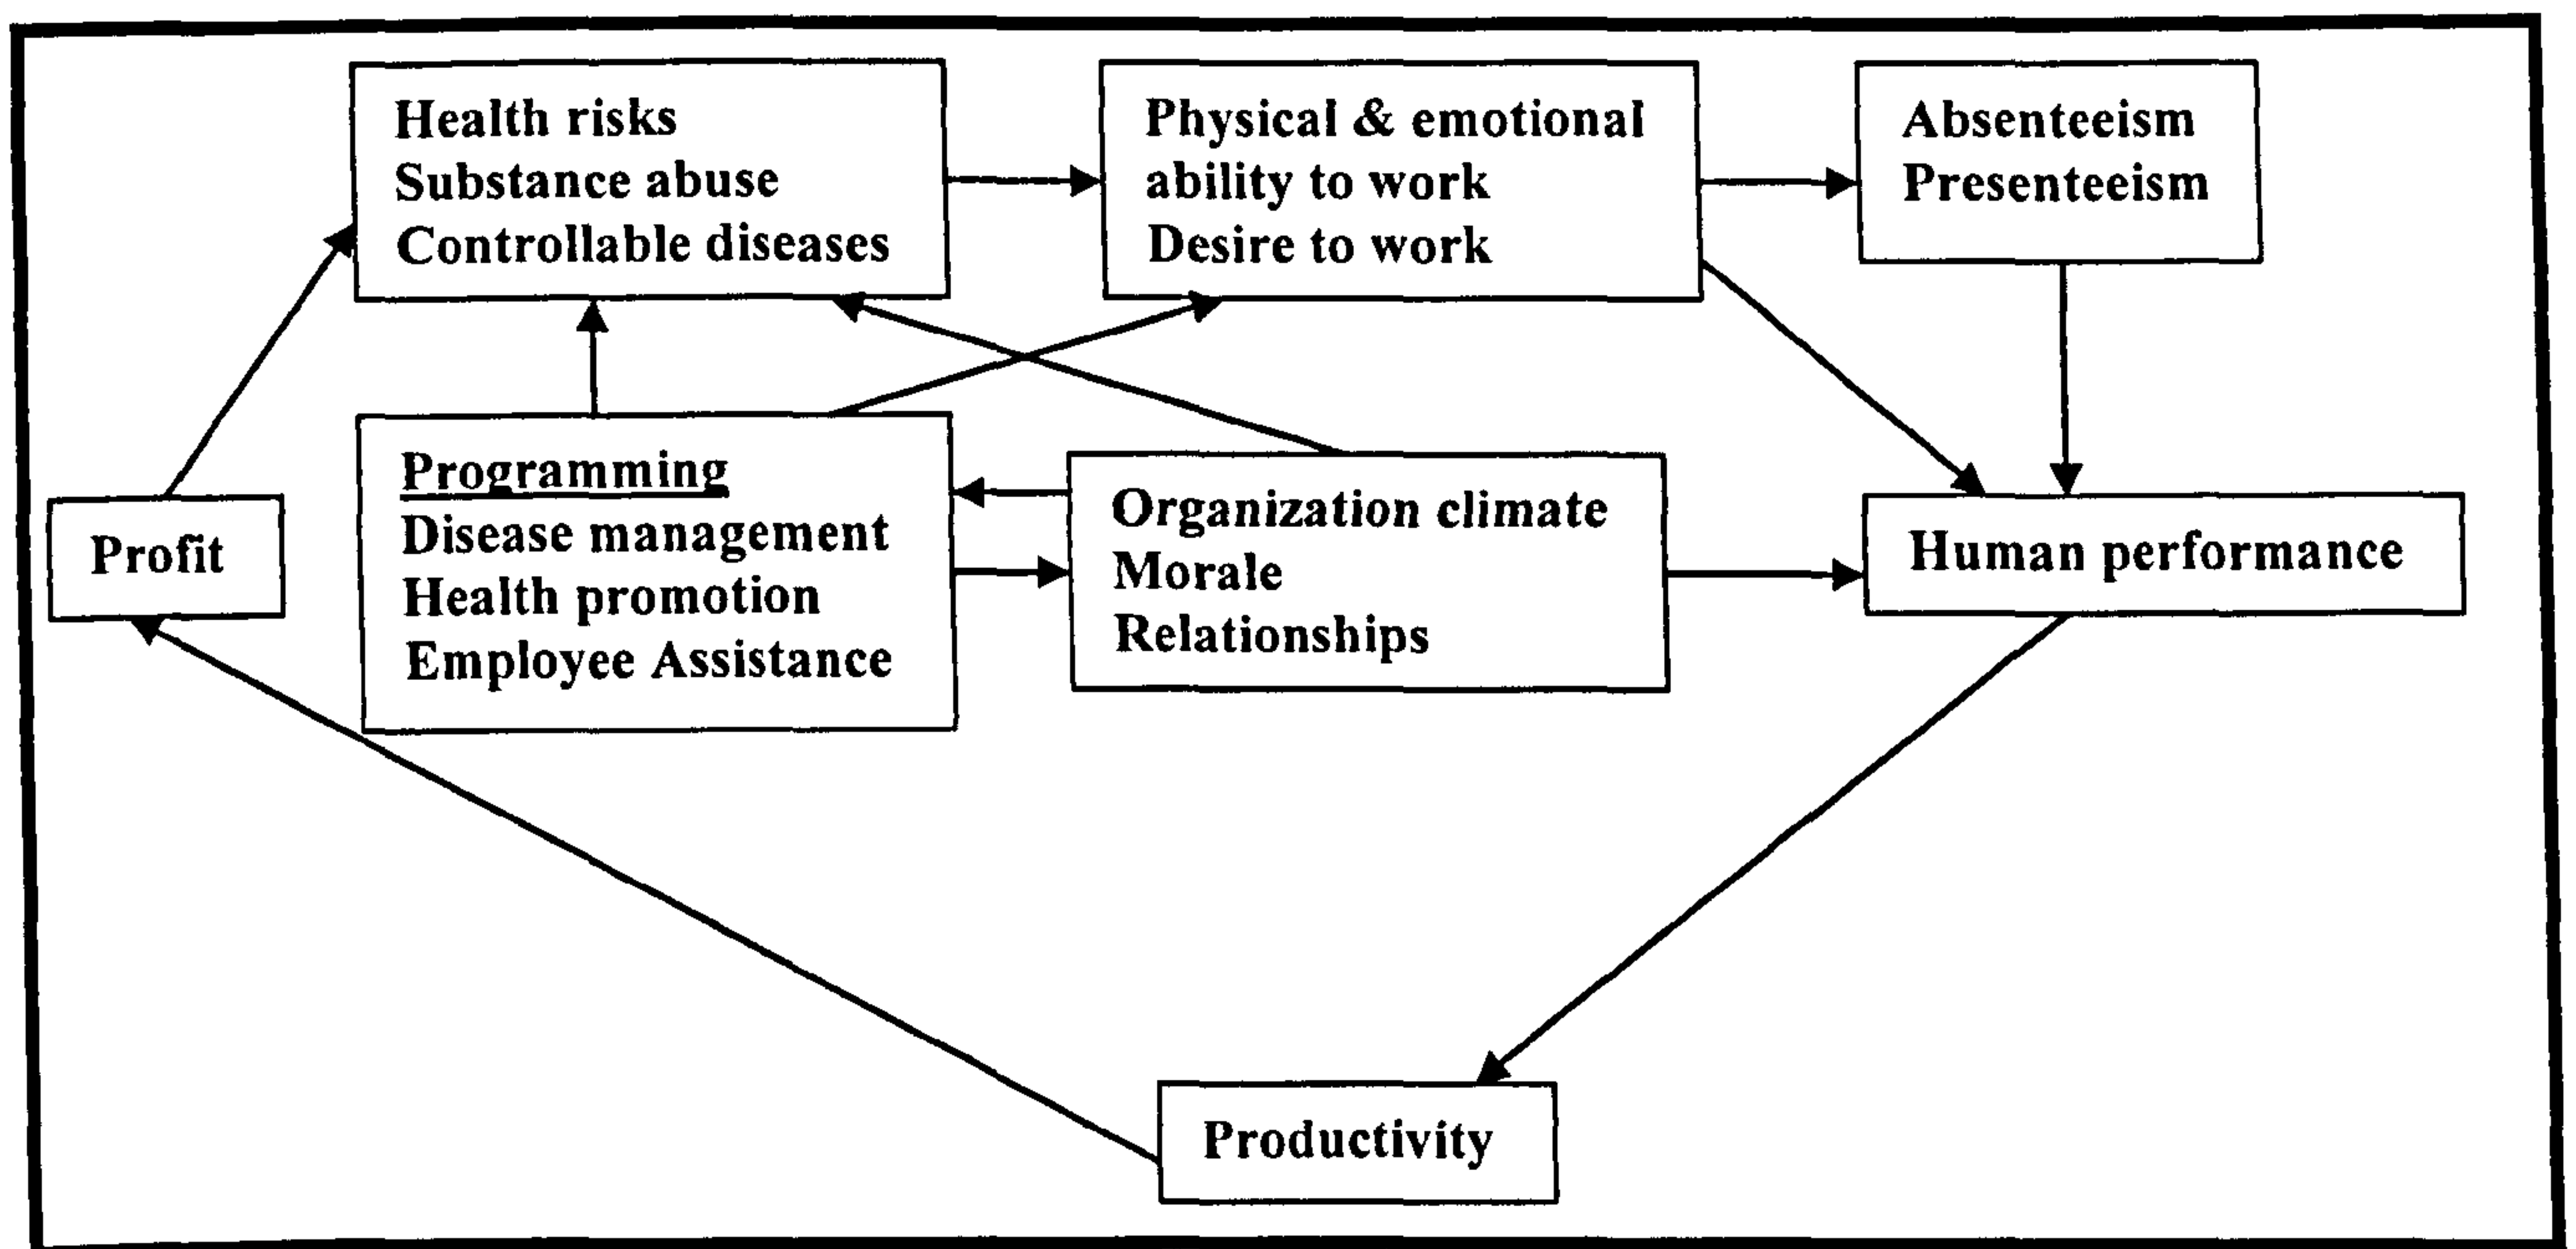 Health risks
Substance abuse
Controllable diseases
Physical & emotional
ability to work
Desire to work
Absenteeism
Presenteeism
Profit
Programming
Disease management
Health promotion
Employee Assistance
Organization climate
Morale
Relationships
Human performance
Productivity